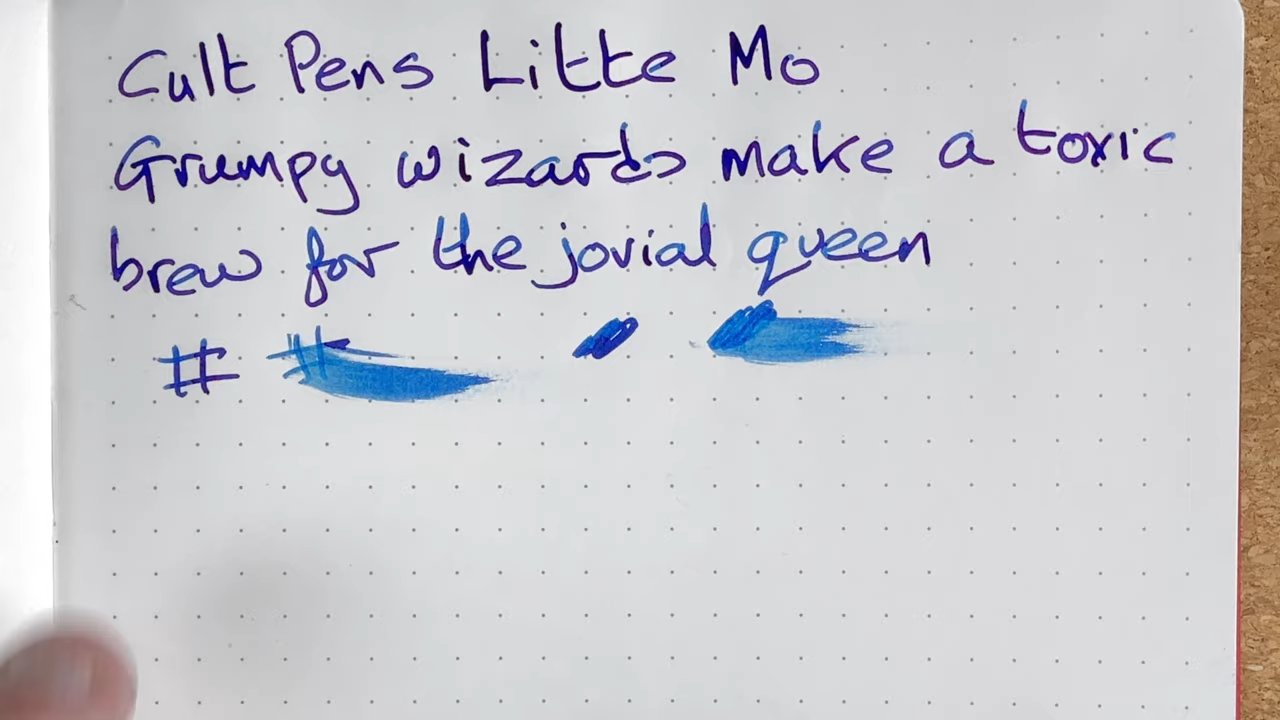 Cult Pens Litte Mo
Grumpy wizards make a toxic
brew for the jovial queen
# #